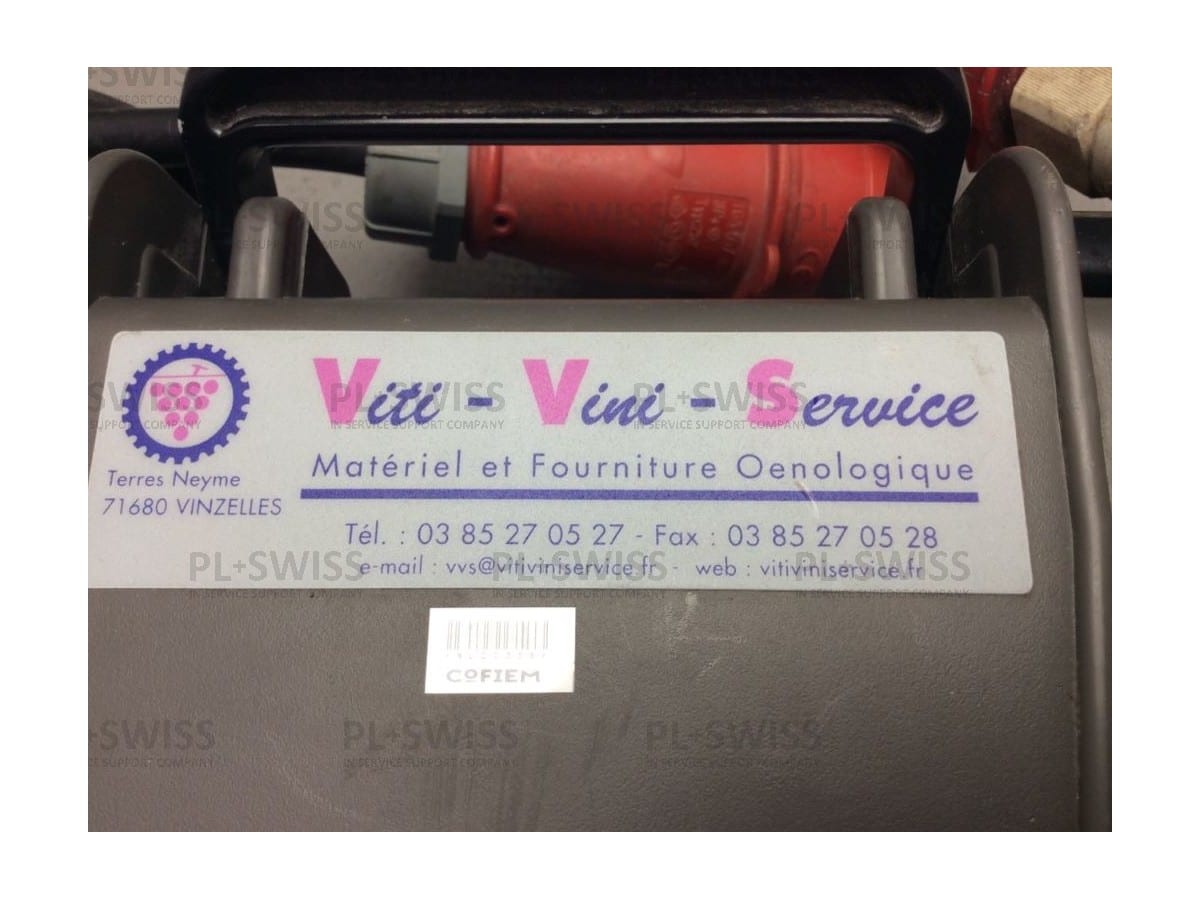 Viti - Vini - Service
Matériel et Fourniture Oenologique
Terres Neyme
71680 VINZELLES
Tél. : 03 85 27 05 27 - Fax : 03 85 27 05 28
e-mail : vvs@vitiviniservice.fr - web : vitiviniservice.fr
COFIEM
PL+SWISS
IN SERVICE SUPPORT COMPANY